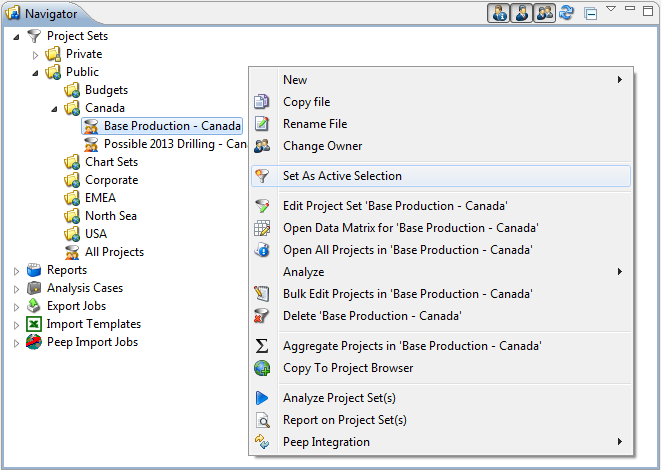 Navigator
Project Sets
Private
Public
Budgets
Canada
Base Production - Canada
Possible 2013 Drilling - Can
Chart Sets
Corporate
EMEA
North Sea
USA
All Projects
Reports
Analysis Cases
Export Jobs
Import Templates
Peep Import Jobs
New
Copy file
Rename File
Change Owner
Set As Active Selection
Edit Project Set 'Base Production - Canada'
Open Data Matrix for 'Base Production - Canada'
Open All Projects in 'Base Production - Canada'
Analyze
Bulk Edit Projects in 'Base Production - Canada'
Delete 'Base Production - Canada'
Aggregate Projects in 'Base Production - Canada'
Copy To Project Browser
Analyze Project Set(s)
Report on Project Set(s)
Peep Integration